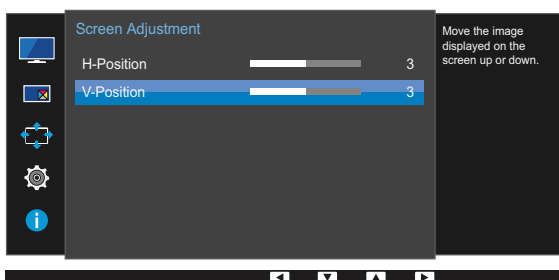 Screen Adjustment
H-Position 3
V-Position 3
Move the image
displayed on the
screen up or down.